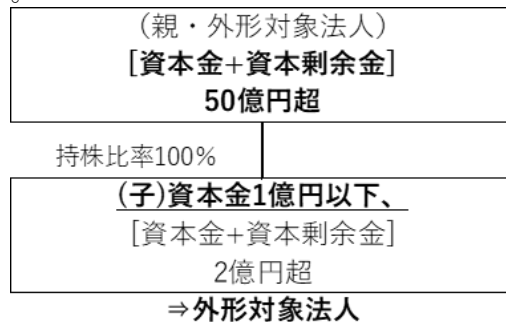 (親・外形対象法人)
[資本金+資本剰余金]
50億円超
持株比率100%
(子)資本金1億円以下、
[資本金+資本剰余金]
2億円超
⇒外形対象法人